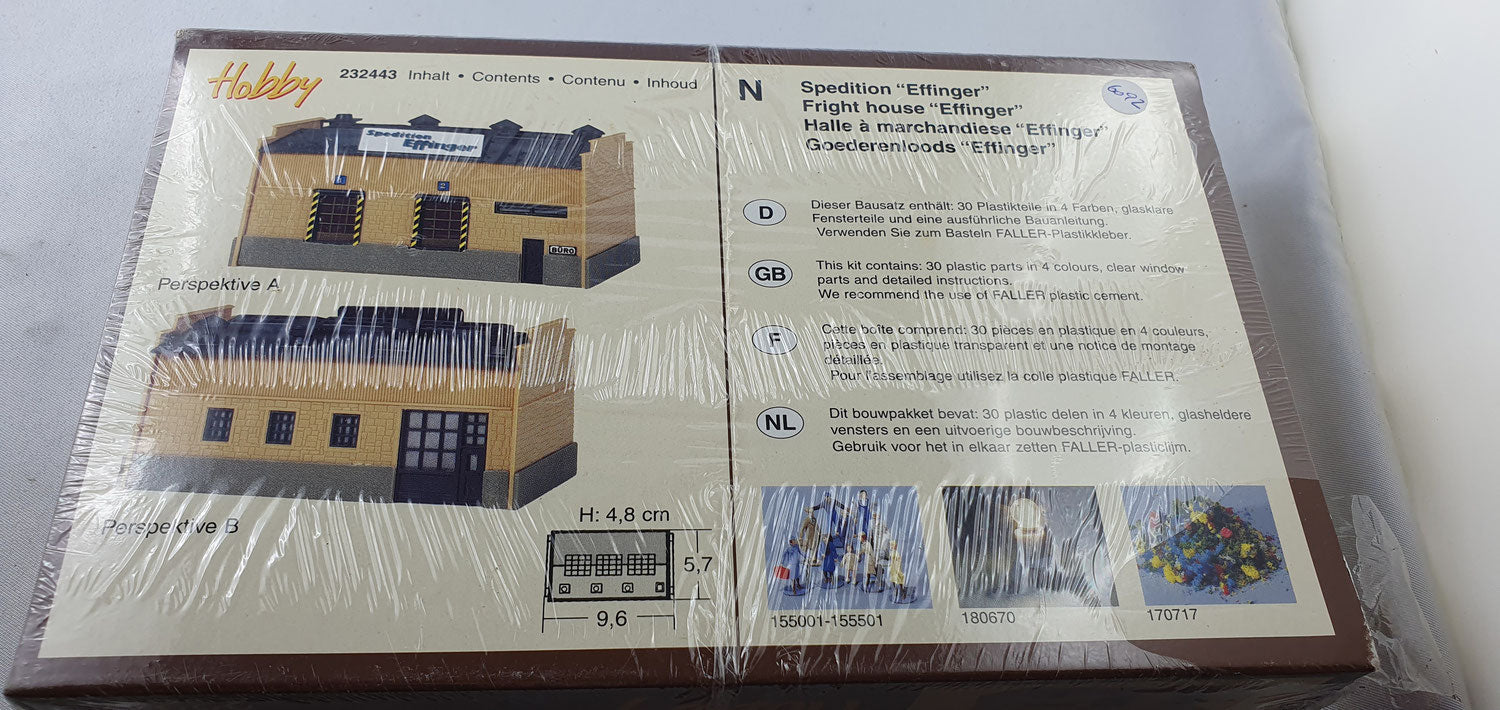 Hobby
232443 Inhalt • Contents • Contenu • Inhoud
Spedition
Effinger
2
BÜRO
Perspektive A
Perspektive B
H: 4,8 cm
5,7
9,6
N
Spedition “Effinger”
Fright house “Effinger”
Halle à marchandiese “Effinger”
Goederenloods “Effinger”
6092
D
Dieser Bausatz enthält: 30 Plastikteile in 4 Farben, glasklare
Fensterteile und eine ausführliche Bauanleitung.
Verwenden Sie zum Basteln FALLER-Plastikkleber.
GB
This kit contains: 30 plastic parts in 4 colours, clear window
parts and detailed instructions.
We recommend the use of FALLER plastic cement.
F
Cette boîte comprend: 30 pièces en plastique en 4 couleurs,
pièces en plastique transparent et une notice de montage
détaillée.
Pour l'assemblage utilisez la colle plastique FALLER.
NL
Dit bouwpakket bevat: 30 plastic delen in 4 kleuren, glasheldere
vensters en een uitvoerige bouwbeschrijving.
Gebruik voor het in elkaar zetten FALLER-plasticlijm.
155001-155501
180670
170717